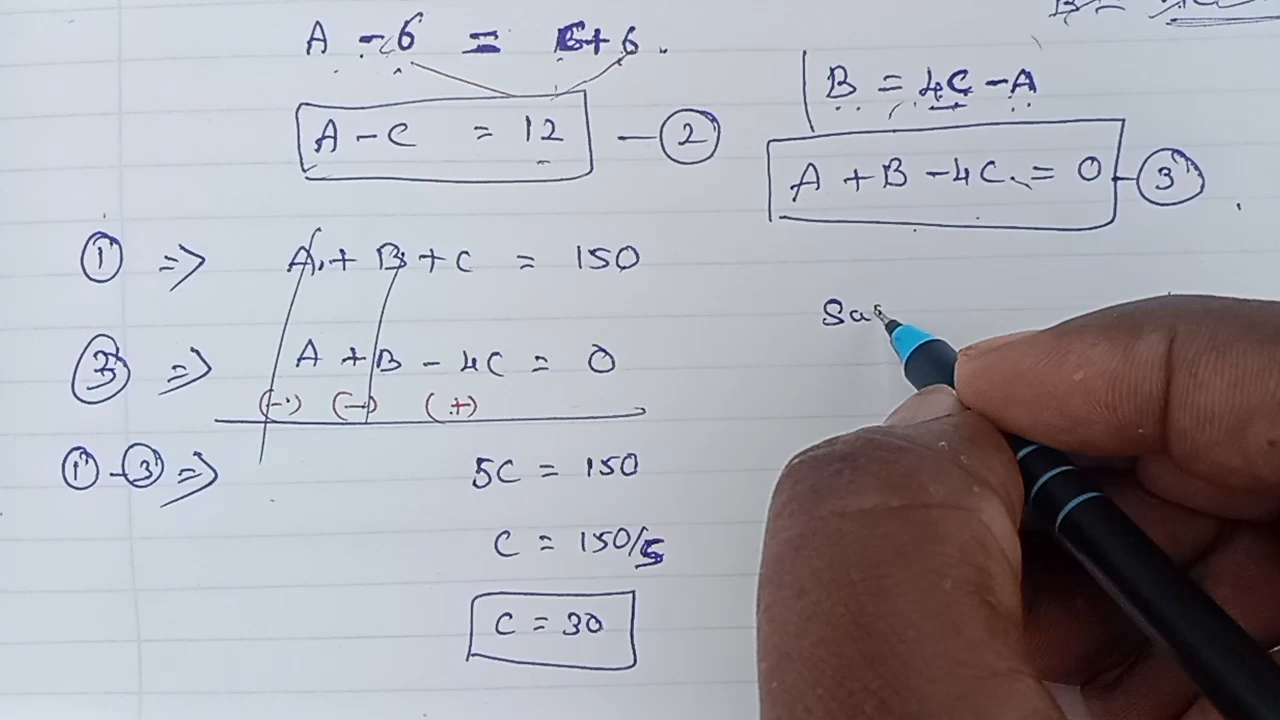 A - 6 = C + 6 .
A - C = 12 — 2
B = 4C - A
A + B - 4C = 0 - 3
1 => A + B + C = 150
3 => A + B - 4C = 0
(-) (-) (+)
1 - 3 => 5C = 150
C = 150/5
C = 30
Sas